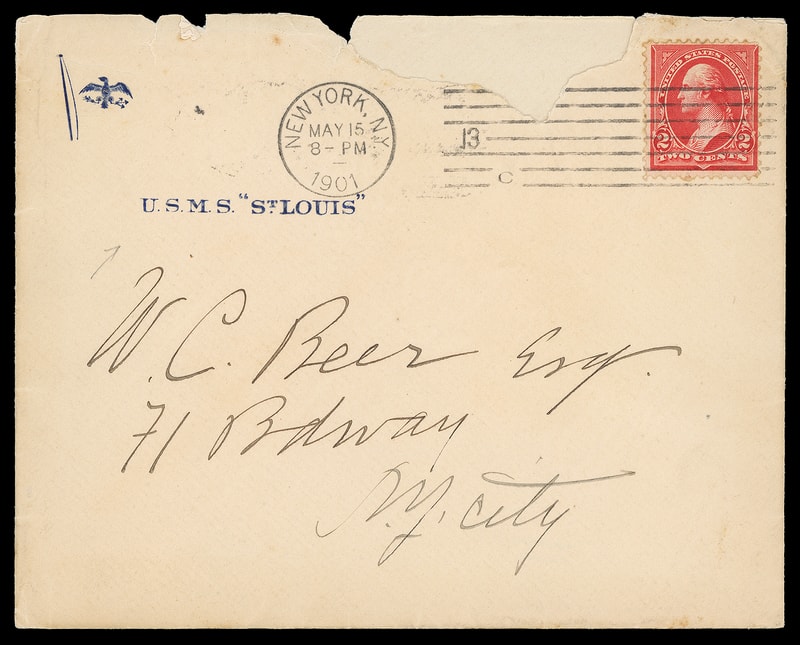 NEW YORK, N.Y.
MAY 15
8 - PM
1901
13
C
UNITED STATES POSTAGE
2 2
TWO CENTS
U.S.M.S. "ST LOUIS"
W. C. Beer Esq.
71 Bdway
N.Y. City